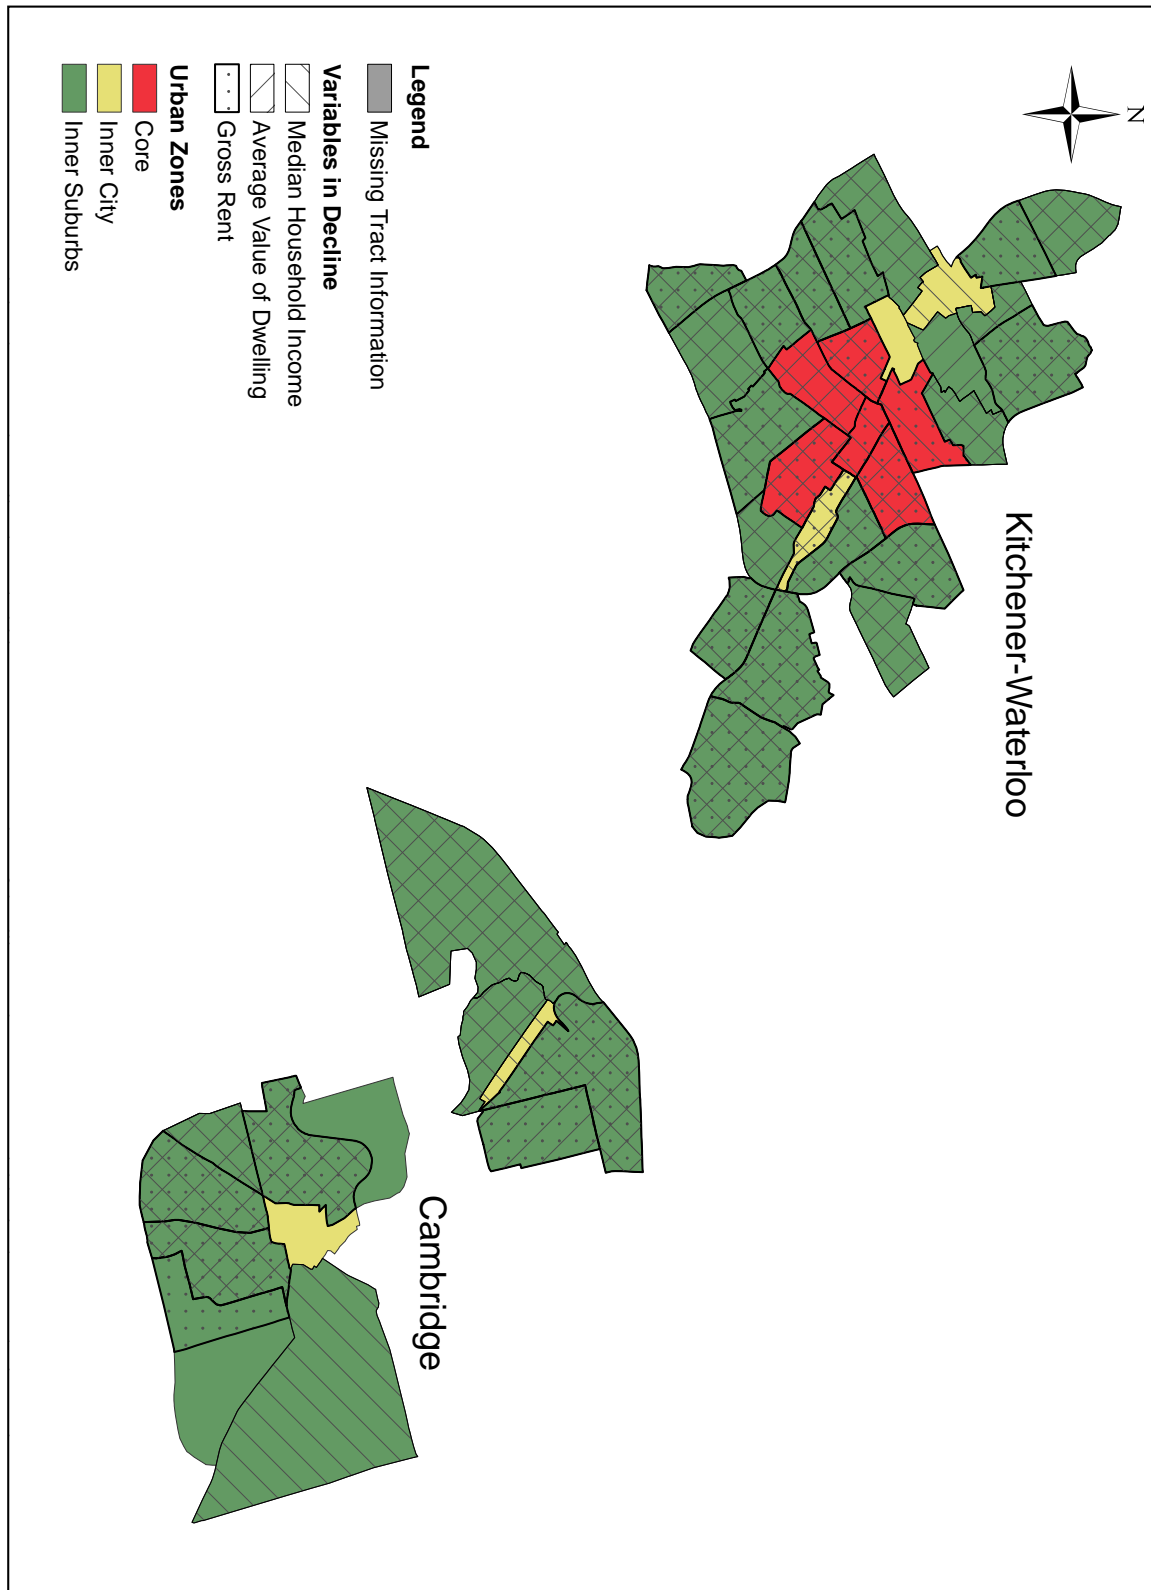 N
Kitchener-Waterloo
Cambridge
Legend
Missing Tract Information
Variables in Decline
Median Household Income
Average Value of Dwelling
Gross Rent
Urban Zones
Core
Inner City
Inner Suburbs